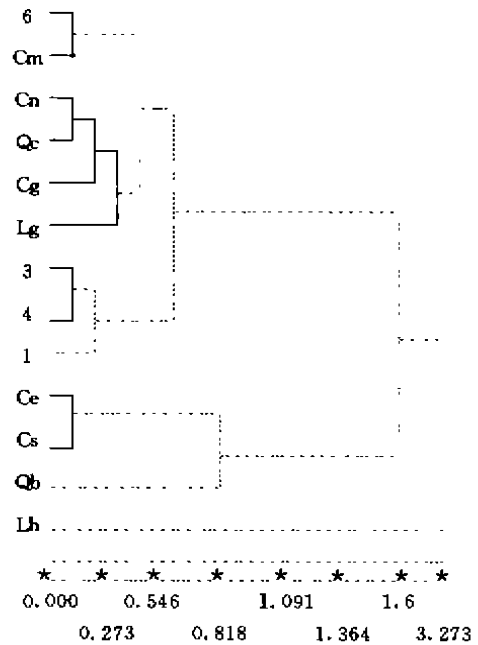 6
Cm
Cn
Qc
Cg
Lg
3
4
1
Ce
Cs
Qb
Lh
* * * * * * * *
0.000 0.546 1.091 1.6
0.273 0.818 1.364 3.273